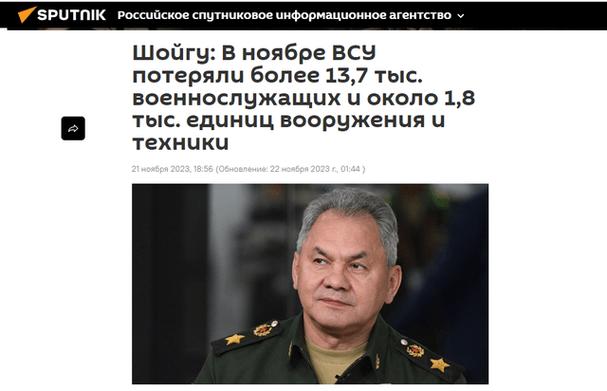 SPUTNIK Российское спутниковое информационное агентство
Шойгу: В ноябре ВСУ
потеряли более 13,7 тыс.
военнослужащих и около 1,8
тыс. единиц вооружения и
техники
21 ноября 2023, 18:56 (Обновление: 22 ноября 2023 г., 01:44 )